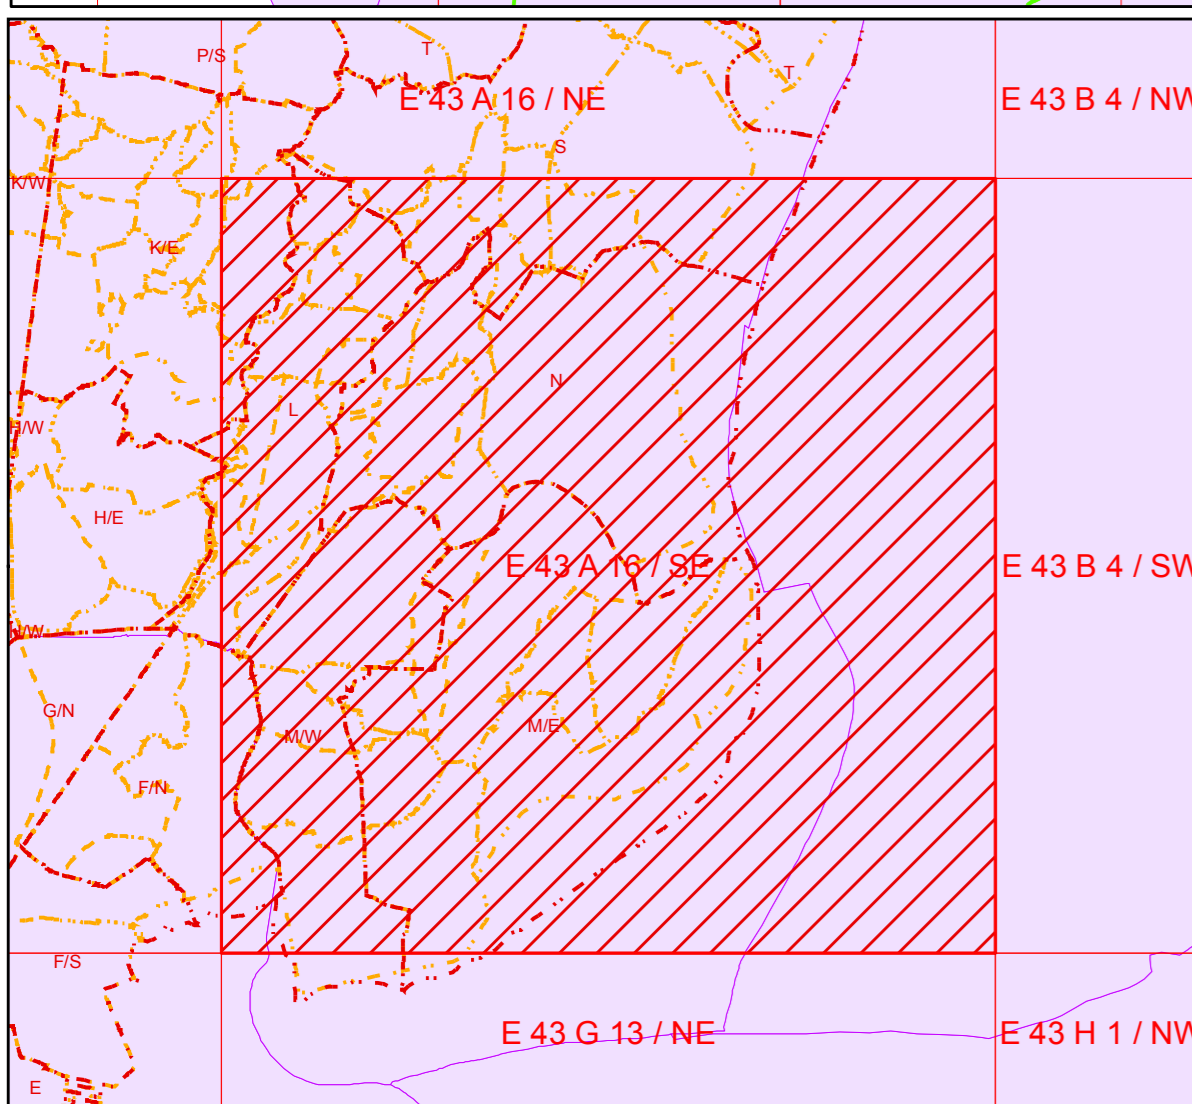 P/S
T
T
E 43 A 16 / NE
E 43 B 4 / NW
S
K/W
K/E
N
L
H/W
H/E
E 43 A 16 / SE
E 43 B 4 / SW
H/W
G/N
M/W
M/E
F/N
F/S
E 43 G 13 / NE
E 43 H 1 / NW
E